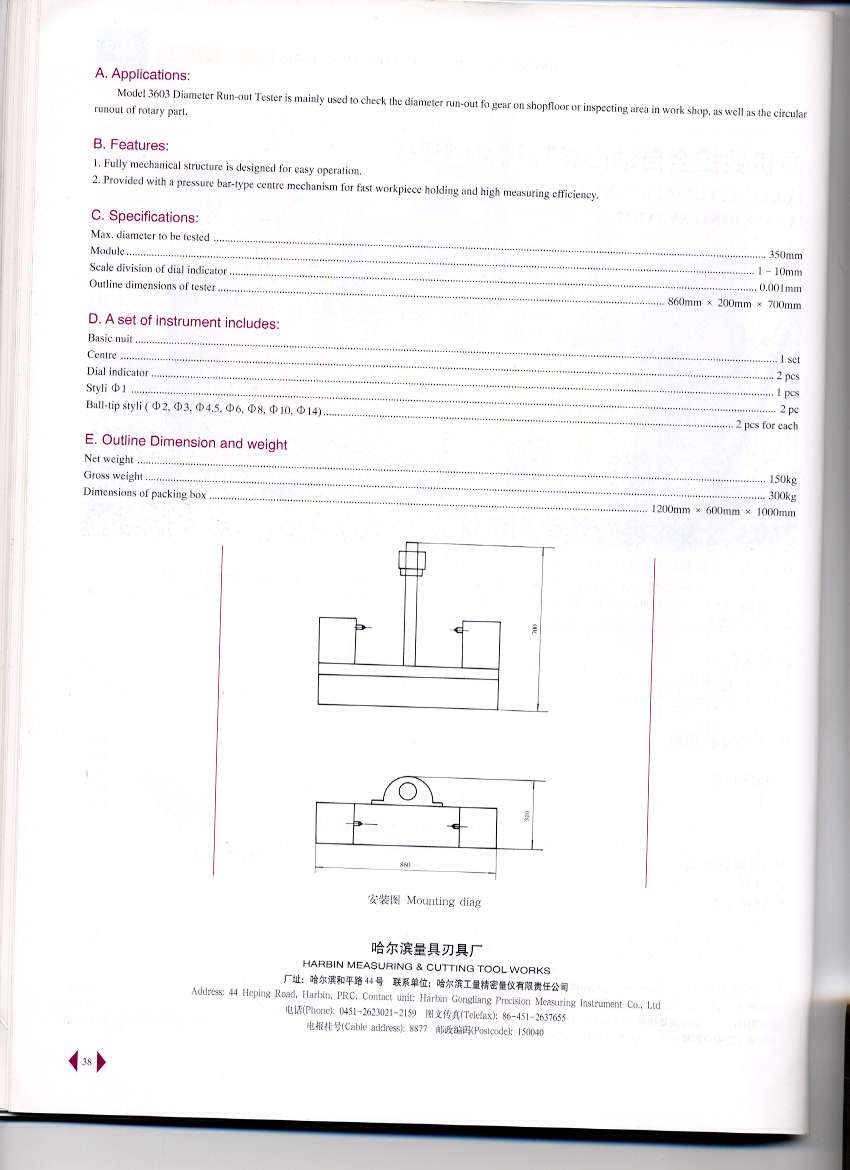 A. Applications:
Model 3603 Diameter Run-out Tester is mainly used to check the diameter run-out fo gear on shopfloor or inspecting area in work shop, as well as the circular
runout of rotary part.
B. Features:
1. Fully mechanical structure is designed for easy operation.
2. Provided with a pressure bar-type centre mechanism for fast workpiece holding and high measuring efficiency.
C. Specifications:
Max. diameter to be tested ........ 350mm
Module ........ 1 - 10mm
Scale division of dial indicator ........ 0.001mm
Outline dimensions of tester ........ 860mm × 200mm × 700mm
D. A set of instrument includes:
Basic nuit ........ 1 set
Centre ........ 2 pcs
Dial indicator ........ 1 pcs
Styli Φ1 ........ 2 pc
Ball-tip styli ( Φ2, Φ3, Φ4.5, Φ6, Φ8, Φ10, Φ14) ........ 2 pcs for each
E. Outline Dimension and weight
Net weight ........ 150kg
Gross weight ........ 300kg
Dimensions of packing box ........ 1200mm × 600mm × 1000mm
700
860
安装图 Mounting diag
哈尔滨量具刃具厂
HARBIN MEASURING & CUTTING TOOL WORKS
厂址: 哈尔滨和平路 44 号 联系单位: 哈尔滨工量精密量仪有限责任公司
Address: 44 Heping Road, Harbin, PRC. Contact unit: Harbin Gongliang Precision Measuring Instrument Co., Ltd
电话(Phone): 0451-2623021-2159 图文传真(Telefax): 86-451-2637655
电报挂号(Cable address): 8877 邮政编码(Postcode): 150040
38